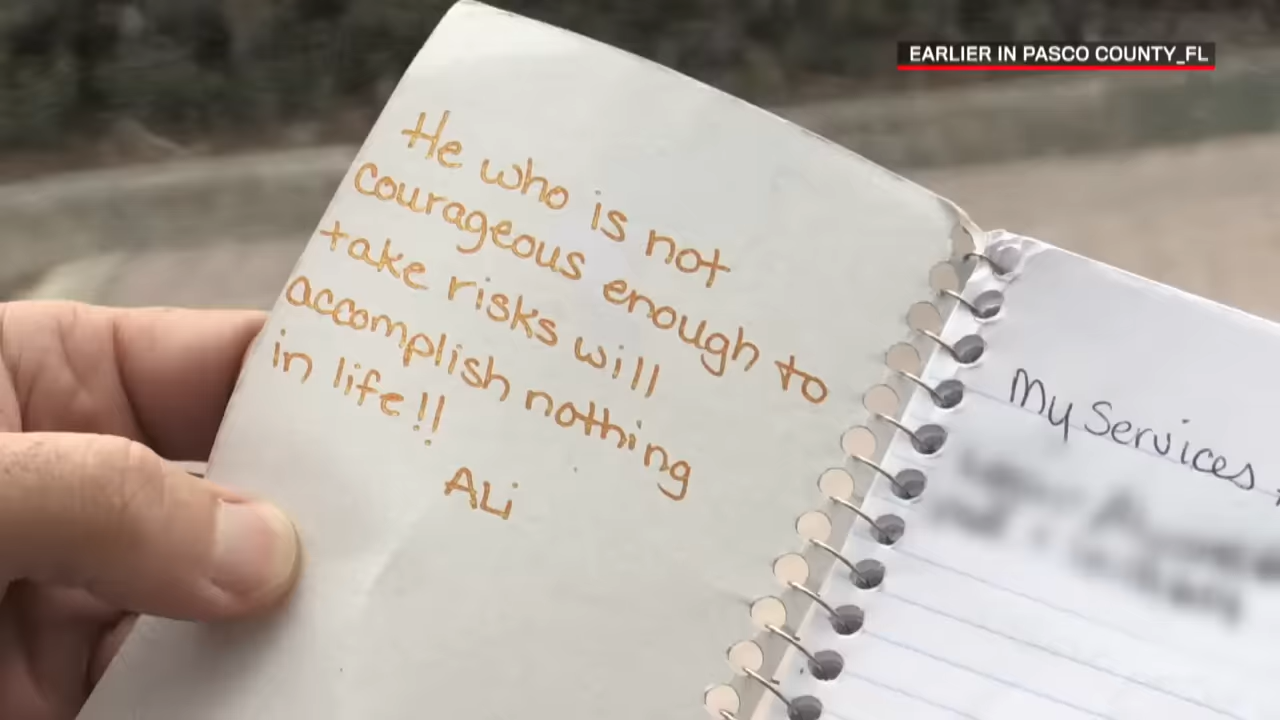 EARLIER IN PASCO COUNTY_FL
He who is not
courageous enough to
take risks will
accomplish nothing
in life!!
ALi
My Services